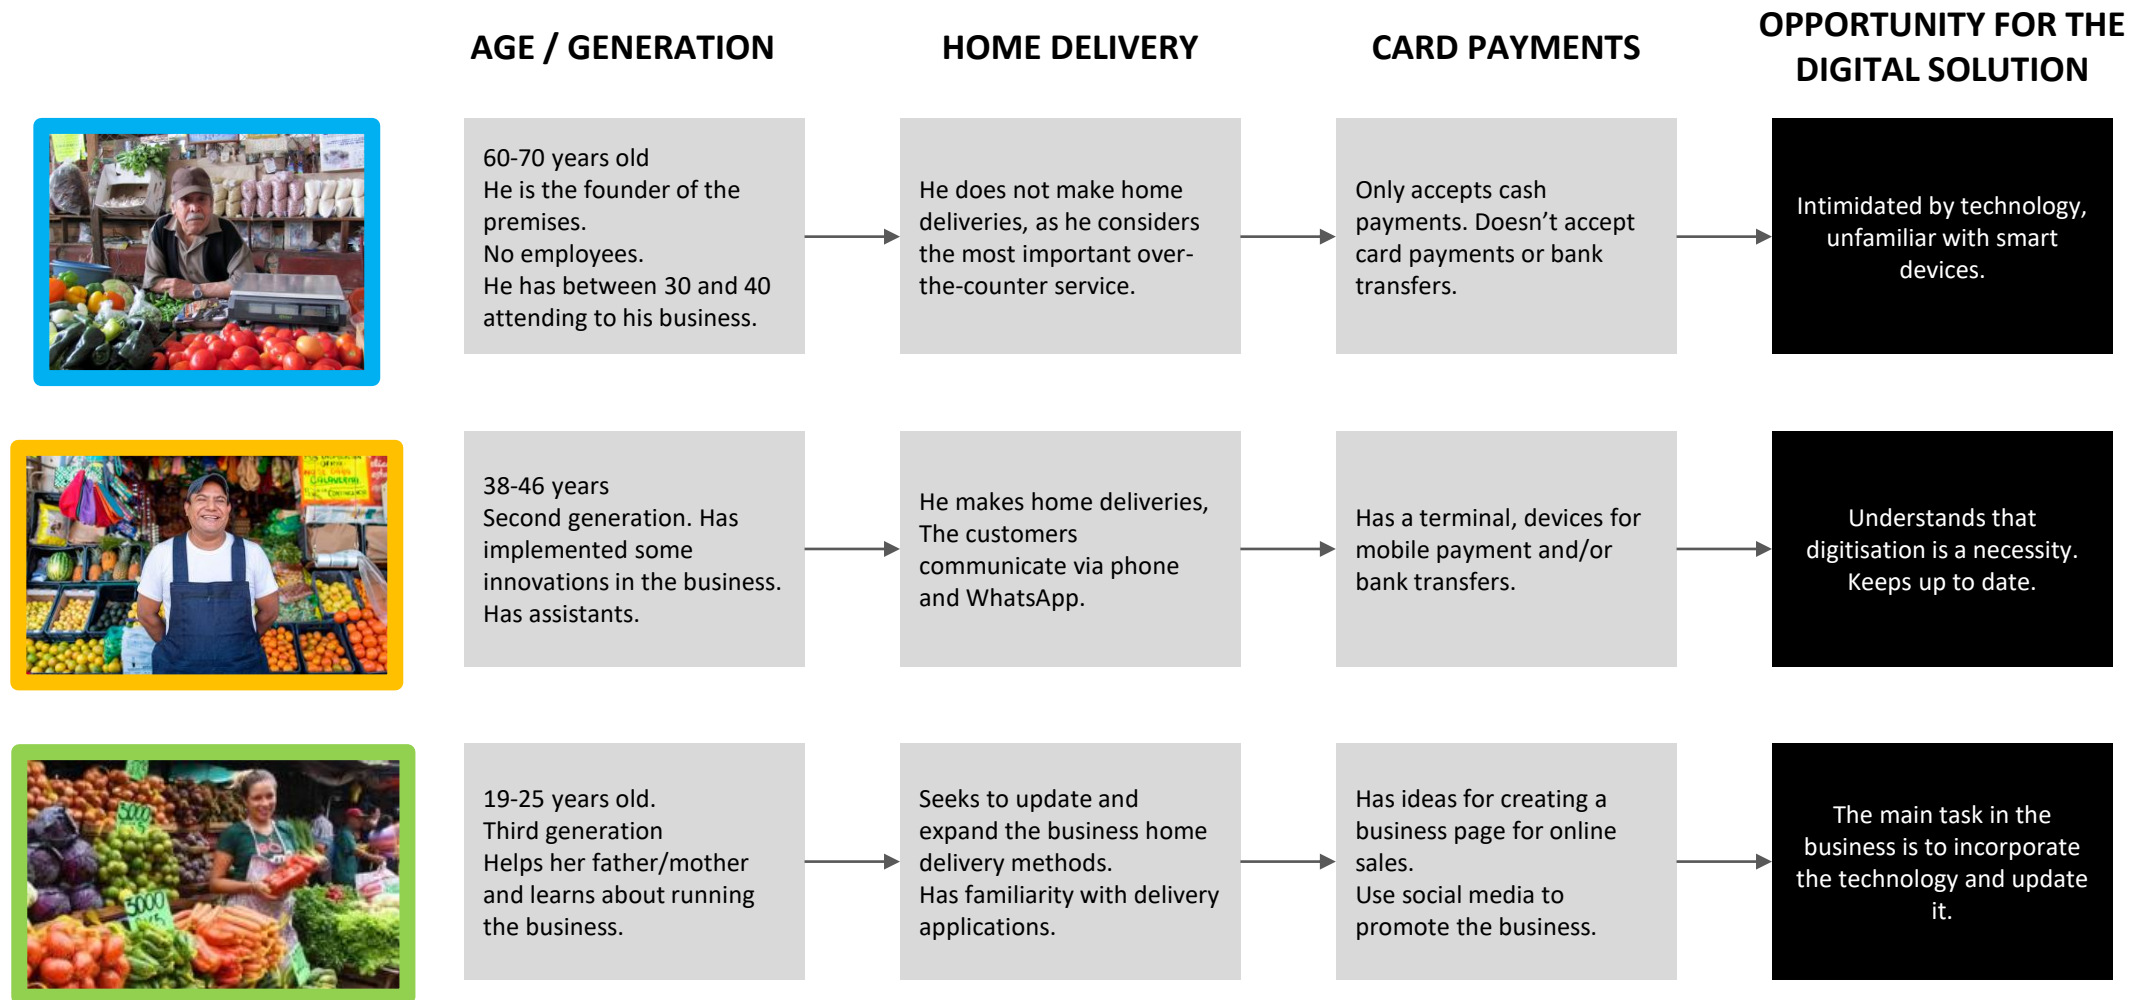 AGE / GENERATION
HOME DELIVERY
CARD PAYMENTS
OPPORTUNITY FOR THE
DIGITAL SOLUTION
60-70 years old
He is the founder of the
premises.
No employees.
He has between 30 and 40
attending to his business.
He does not make home
deliveries, as he considers
the most important over-
the-counter service.
Only accepts cash
payments. Doesn’t accept
card payments or bank
transfers.
Intimidated by technology,
unfamiliar with smart
devices.
38-46 years
Second generation. Has
implemented some
innovations in the business.
Has assistants.
He makes home deliveries,
The customers
communicate via phone
and WhatsApp.
Has a terminal, devices for
mobile payment and/or
bank transfers.
Understands that
digitisation is a necessity.
Keeps up to date.
3000
3000
19-25 years old.
Third generation
Helps her father/mother
and learns about running
the business.
Seeks to update and
expand the business home
delivery methods.
Has familiarity with delivery
applications.
Has ideas for creating a
business page for online
sales.
Use social media to
promote the business.
The main task in the
business is to incorporate
the technology and update
it.